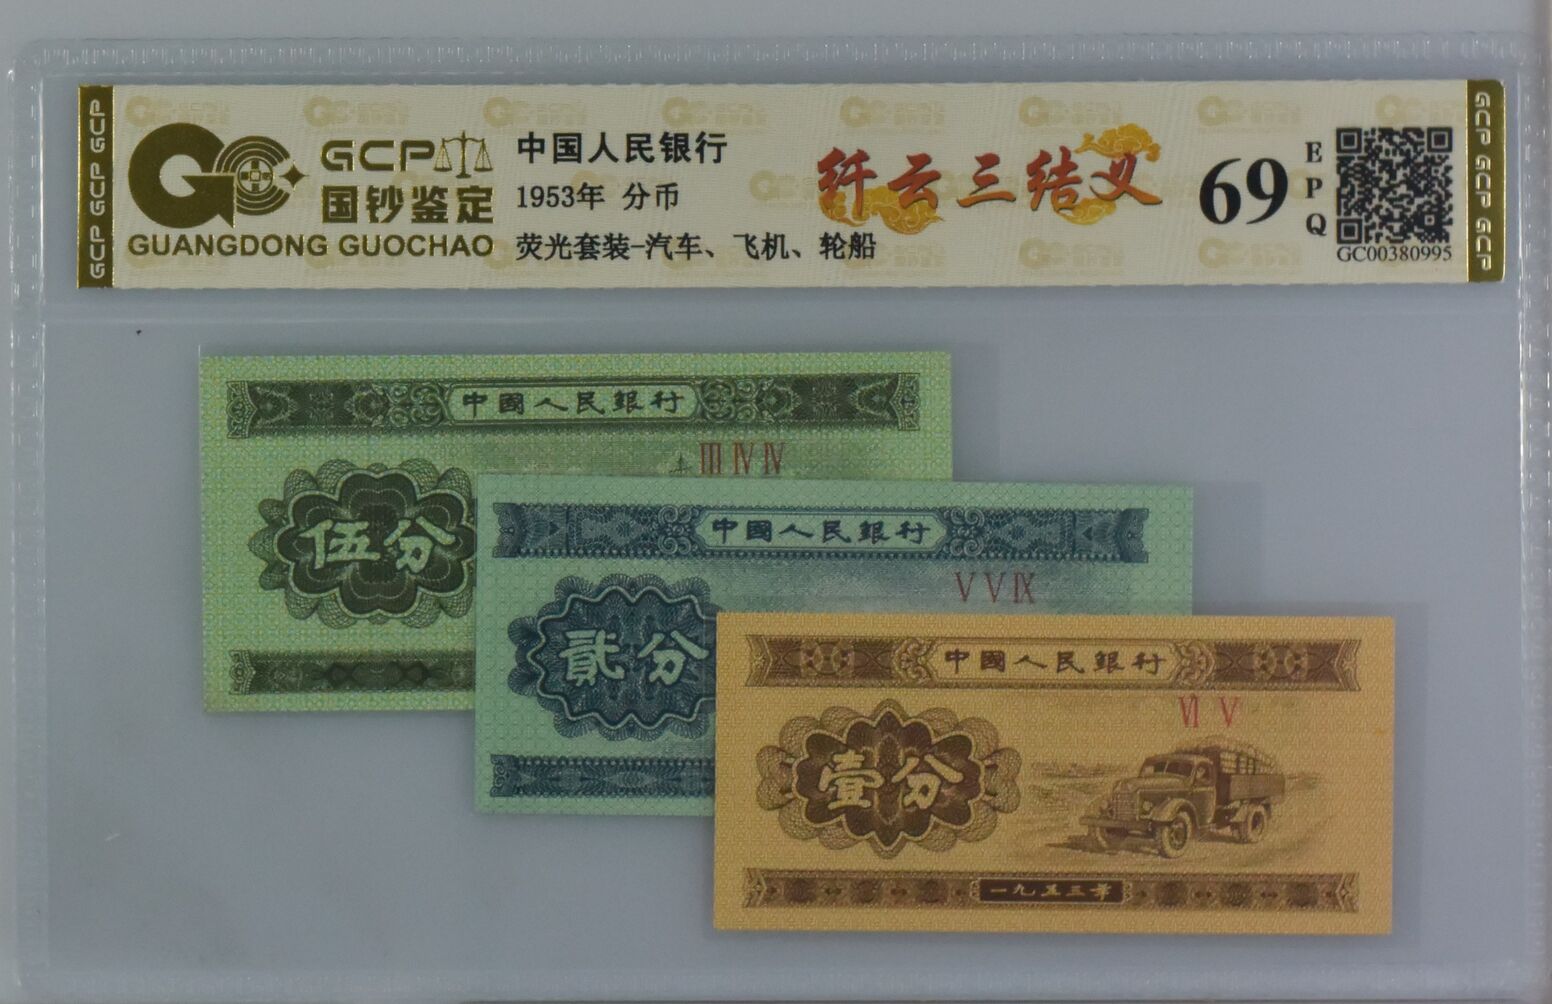 GCP GCP GCP
GCP
国钞鉴定
GUANGDONG GUOCHAO
中国人民银行
1953年 分币
荧光套装-汽车、飞机、轮船
纤云三结义
69
EPQ
GC00380995
GCP GCP GCP
中國人民銀行
III IV IV
伍分
中國人民銀行
V V IX
貳分
中國人民銀行
VI V
壹分
一九五三年